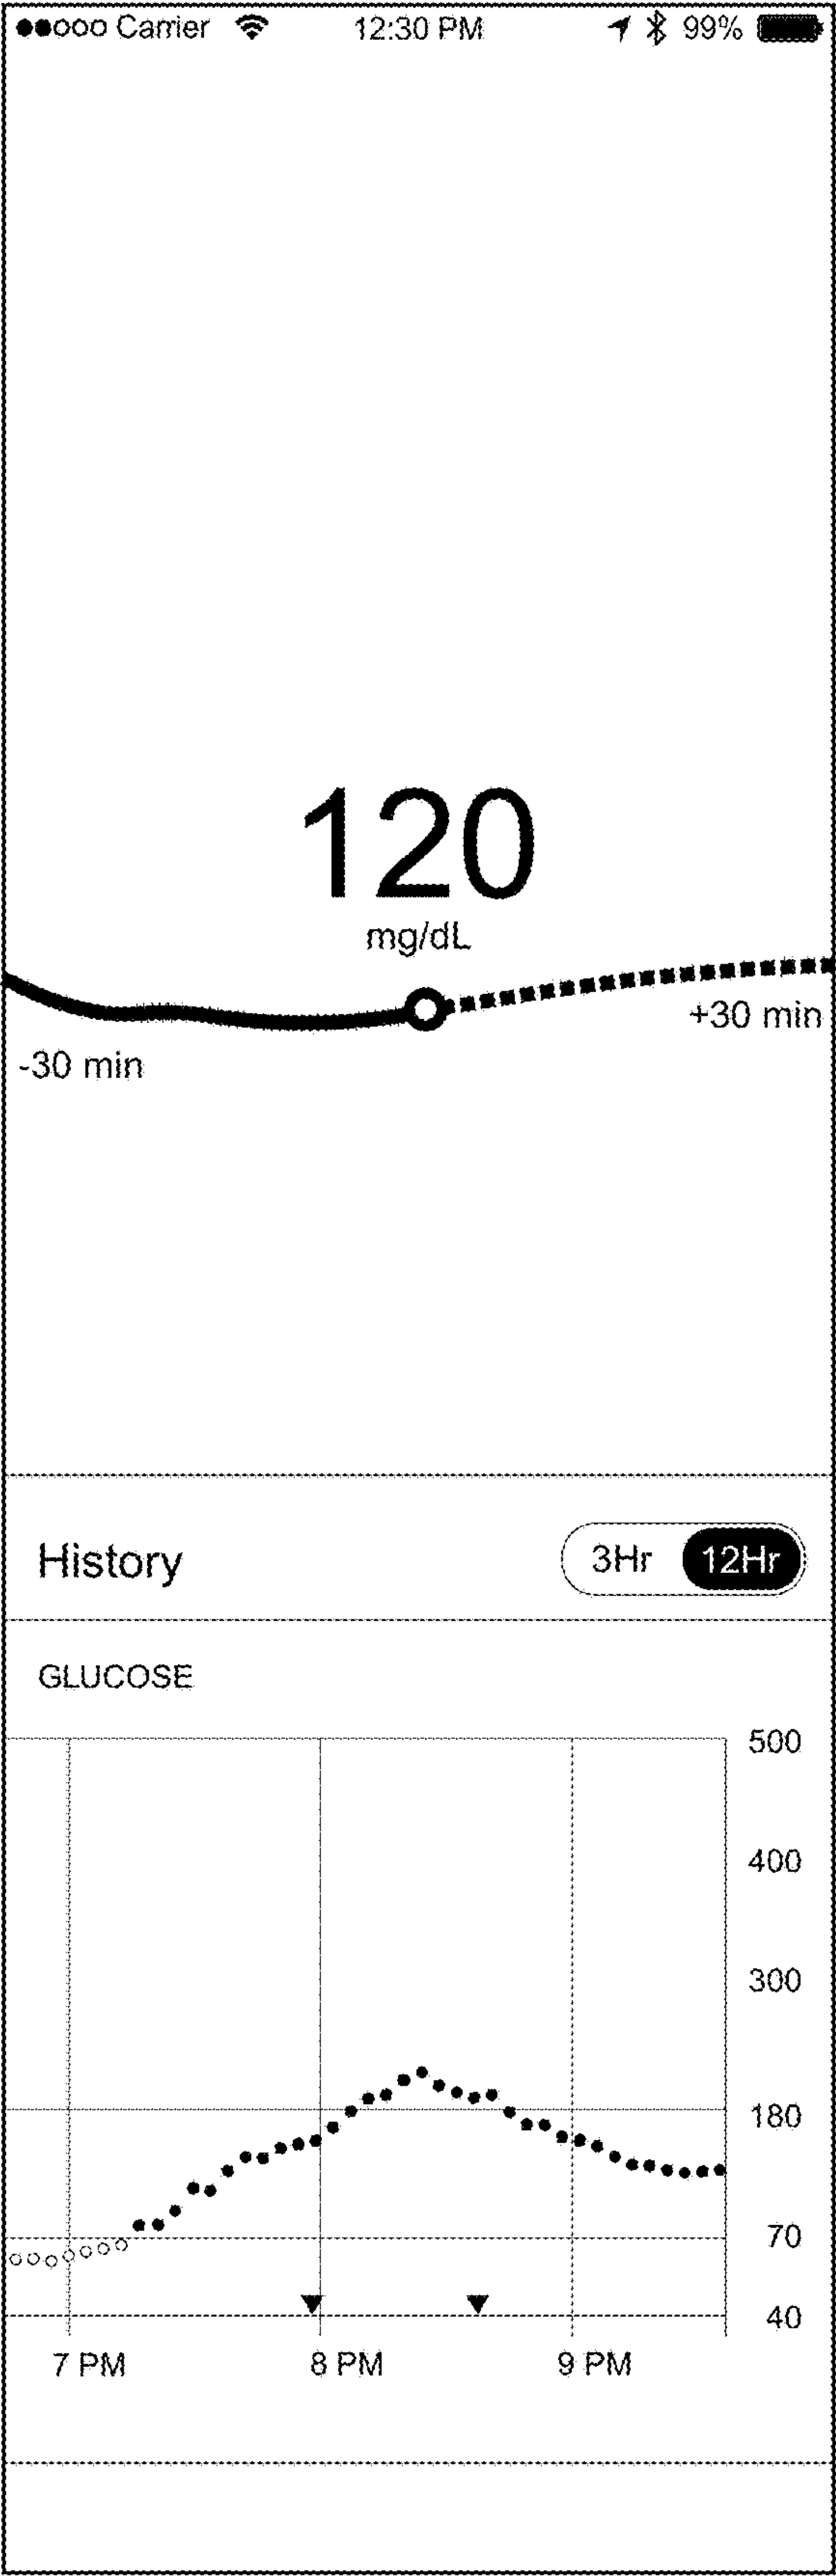 Carrier 12:30 PM 99%
120
mg/dL
+30 min
-30 min
History 3Hr 12Hr
GLUCOSE
500
400
300
180
70
40
7 PM 8 PM 9 PM